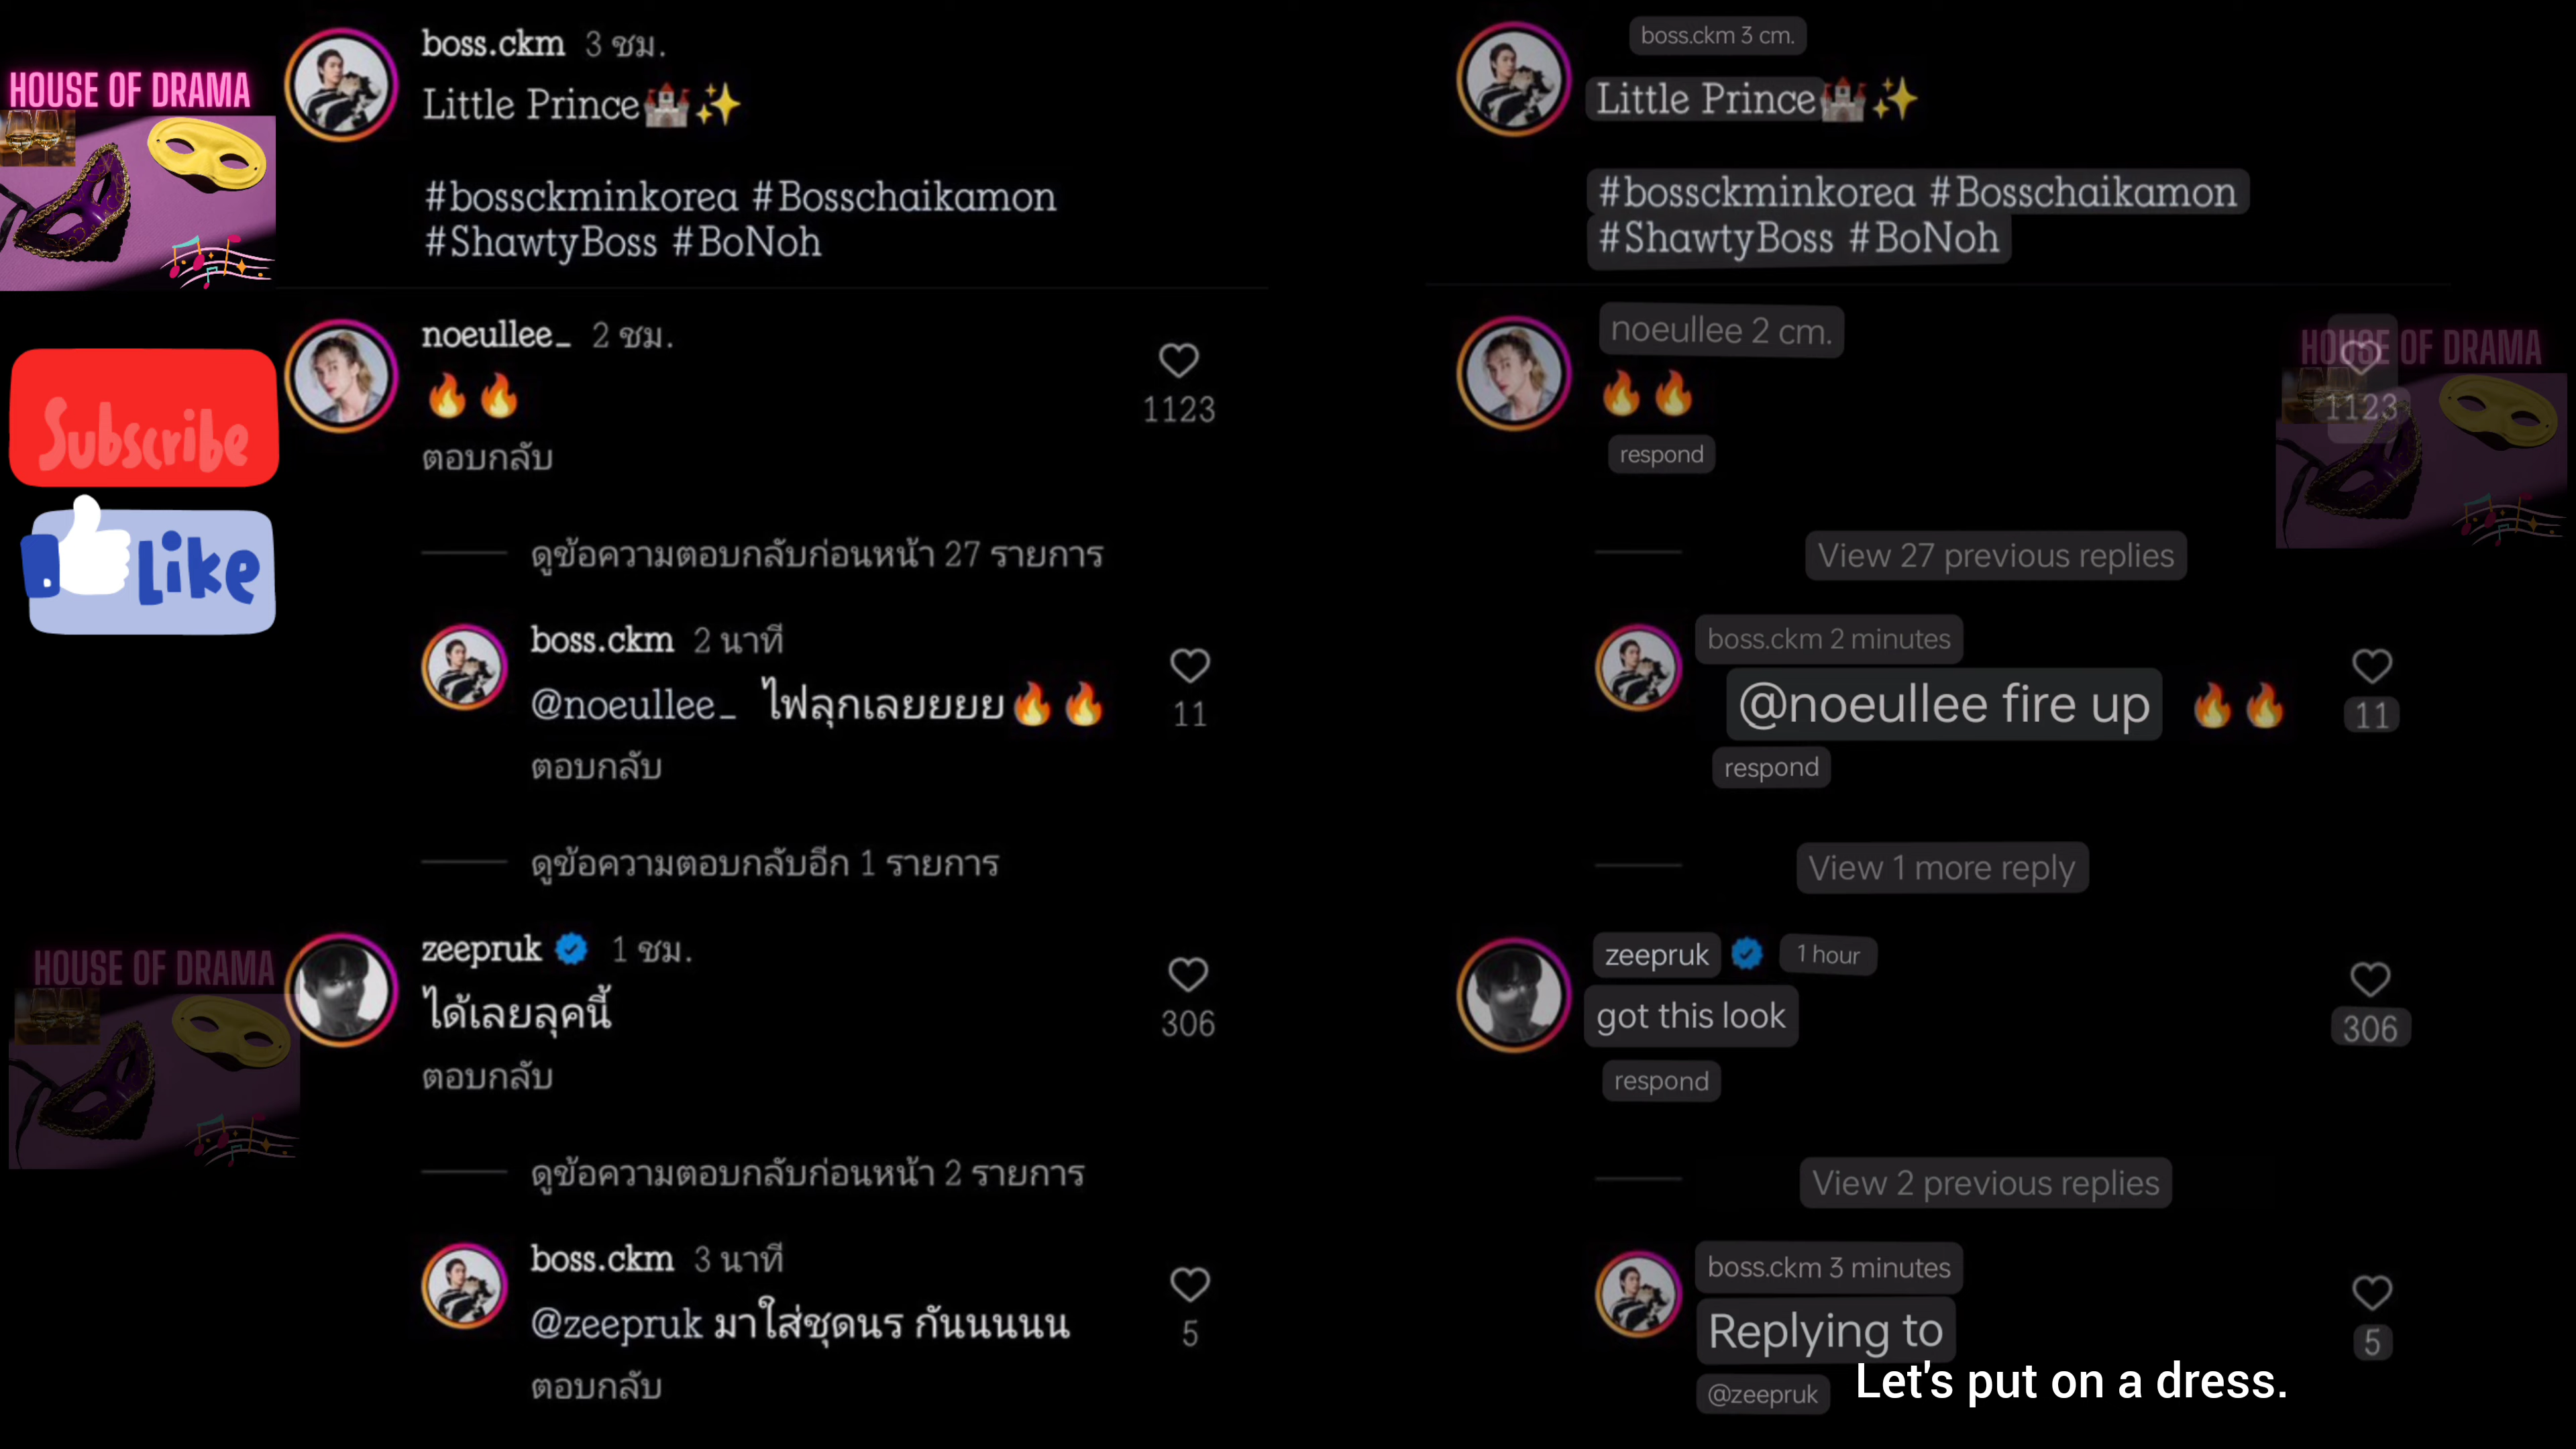 HOUSE OF DRAMA
Subscribe
Like
boss.ckm 3 ชม.
Little Prince🏰✨
#bossckminkorea #Bosschaikamon
#ShawtyBoss #BoNoh
noeullee_ 2 ชม.
🔥🔥
1123
ตอบกลับ
ดูข้อความตอบกลับก่อนหน้า 27 รายการ
boss.ckm 2 นาที
@noeullee_ ไฟลุกเลยยยย🔥🔥
11
ตอบกลับ
ดูข้อความตอบกลับอีก 1 รายการ
HOUSE OF DRAMA
zeepruk 1 ชม.
ได้เลยลุคนี้
306
ตอบกลับ
ดูข้อความตอบกลับก่อนหน้า 2 รายการ
boss.ckm 3 นาที
@zeepruk มาใส่ชุดนร กันนนนน
5
ตอบกลับ
boss.ckm 3 cm.
Little Prince🏰✨
#bossckminkorea #Bosschaikamon
#ShawtyBoss #BoNoh
noeullee 2 cm.
HOUSE OF DRAMA
🔥🔥
1123
respond
View 27 previous replies
boss.ckm 2 minutes
@noeullee fire up 🔥🔥
11
respond
View 1 more reply
zeepruk 1 hour
got this look
306
respond
View 2 previous replies
boss.ckm 3 minutes
Replying to
5
@zeepruk Let's put on a dress.